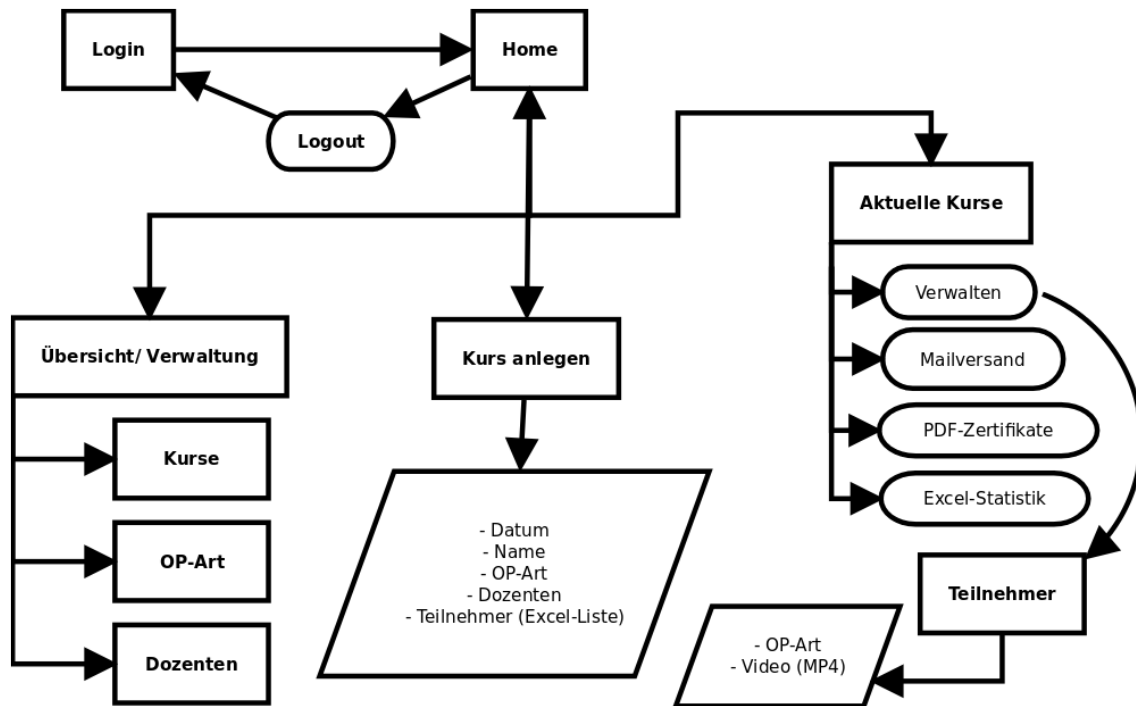 Login
Home
Logout
Aktuelle Kurse
Verwalten
Mailversand
PDF-Zertifikate
Excel-Statistik
Übersicht/ Verwaltung
Kurse
OP-Art
Dozenten
Kurs anlegen
- Datum
- Name
- OP-Art
- Dozenten
- Teilnehmer (Excel-Liste)
Teilnehmer
- OP-Art
- Video (MP4)